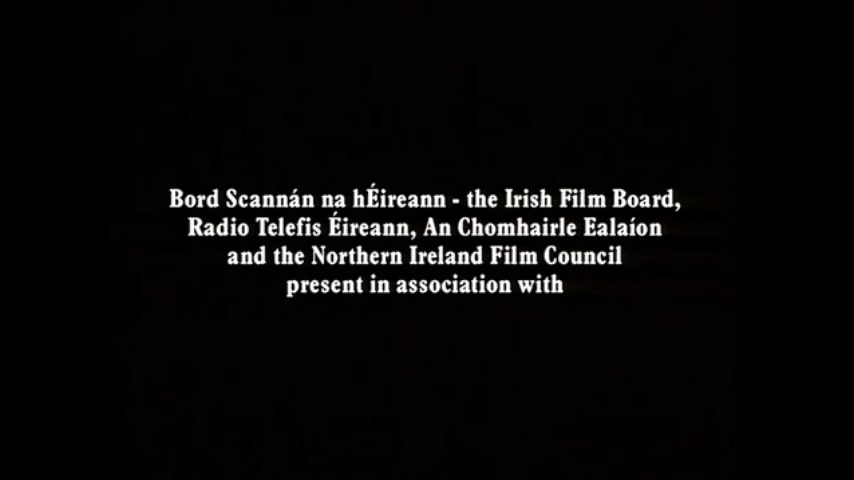 Bord Scannán na hÉireann - the Irish Film Board,
Radio Telefis Éireann, An Chomhairle Ealaíon
and the Northern Ireland Film Council
present in association with